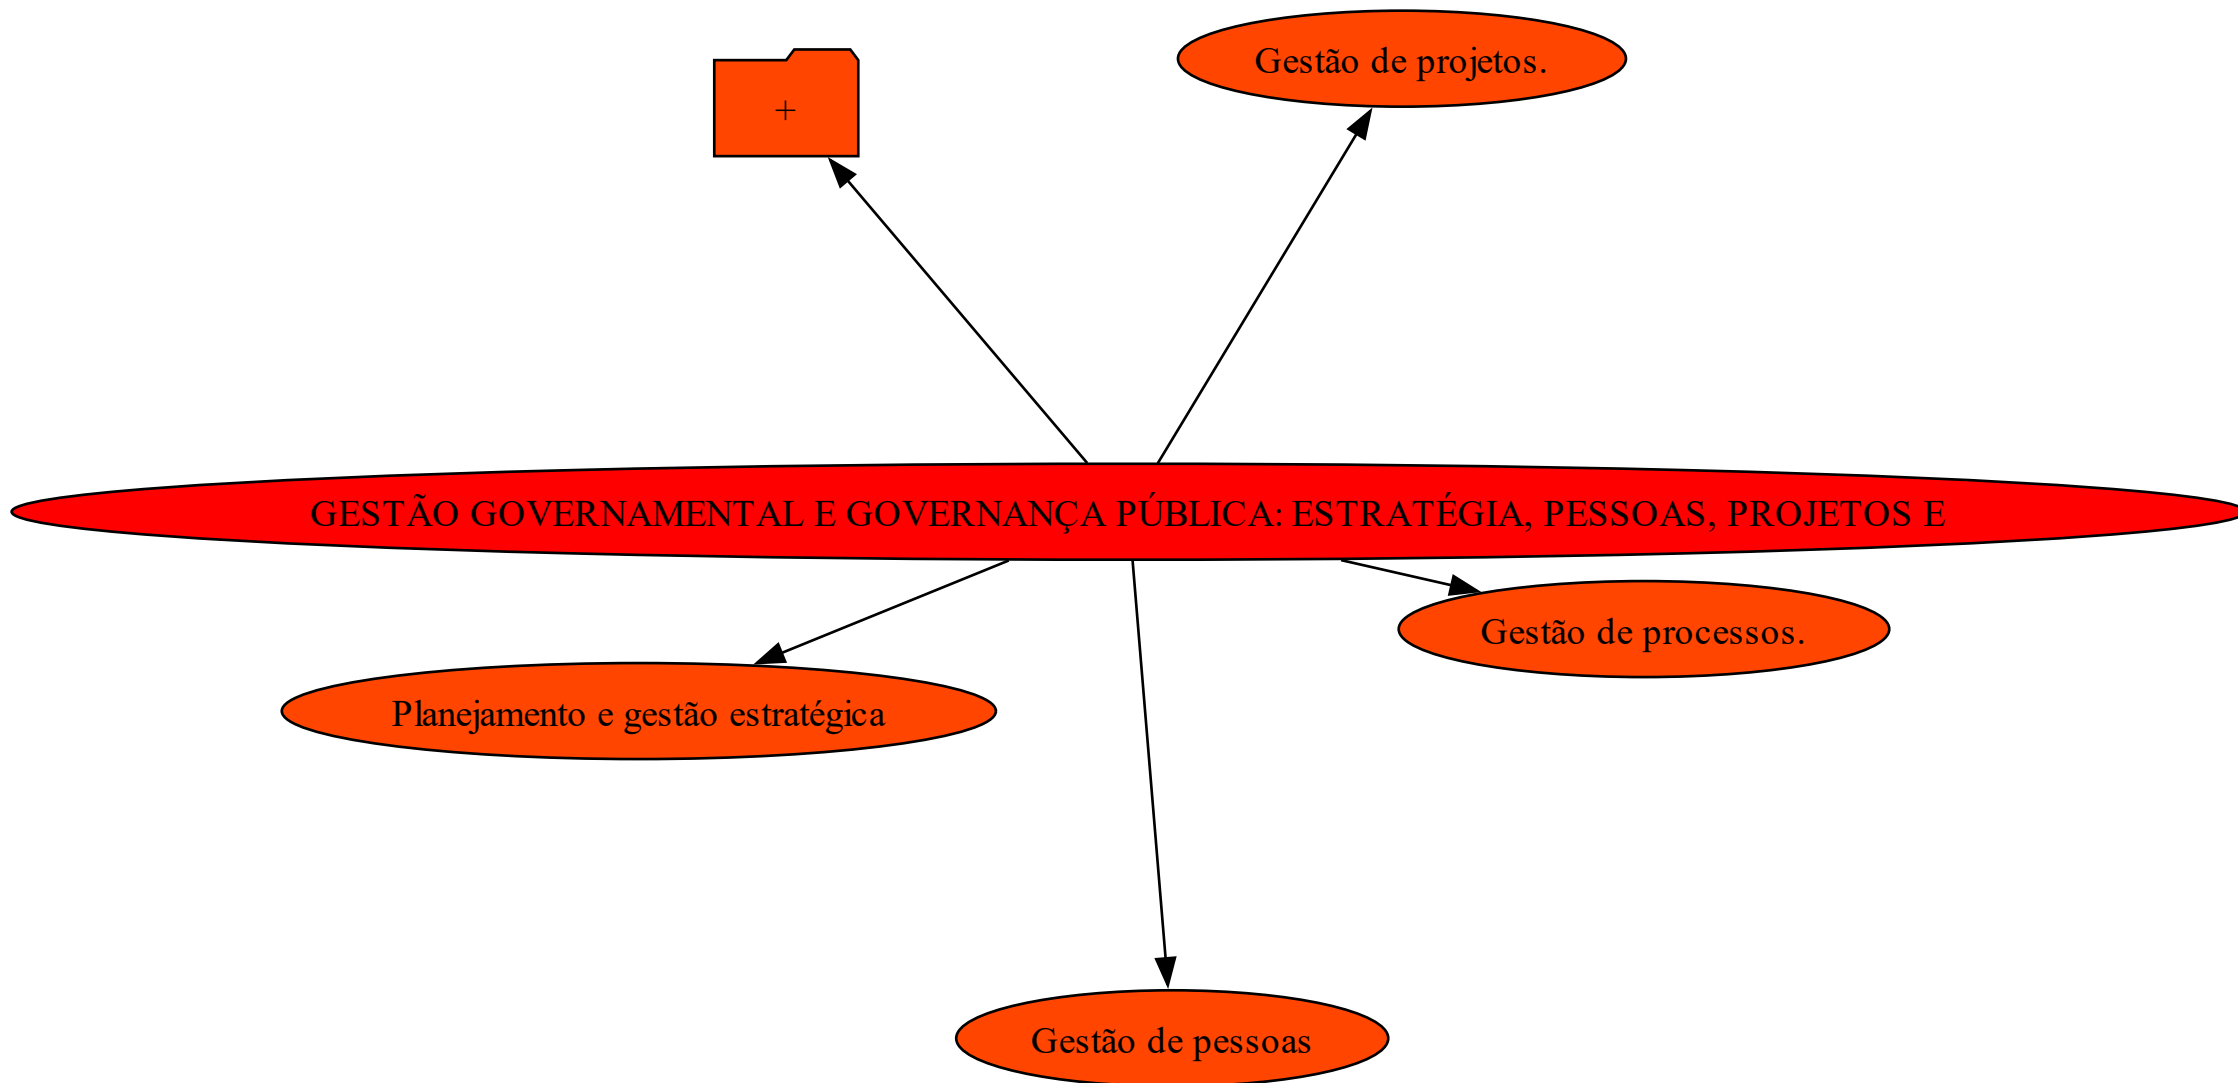 Gestão de projetos.
+
GESTÃO GOVERNAMENTAL E GOVERNANÇA PÚBLICA: ESTRATÉGIA, PESSOAS, PROJETOS E
Gestão de processos.
Planejamento e gestão estratégica
Gestão de pessoas